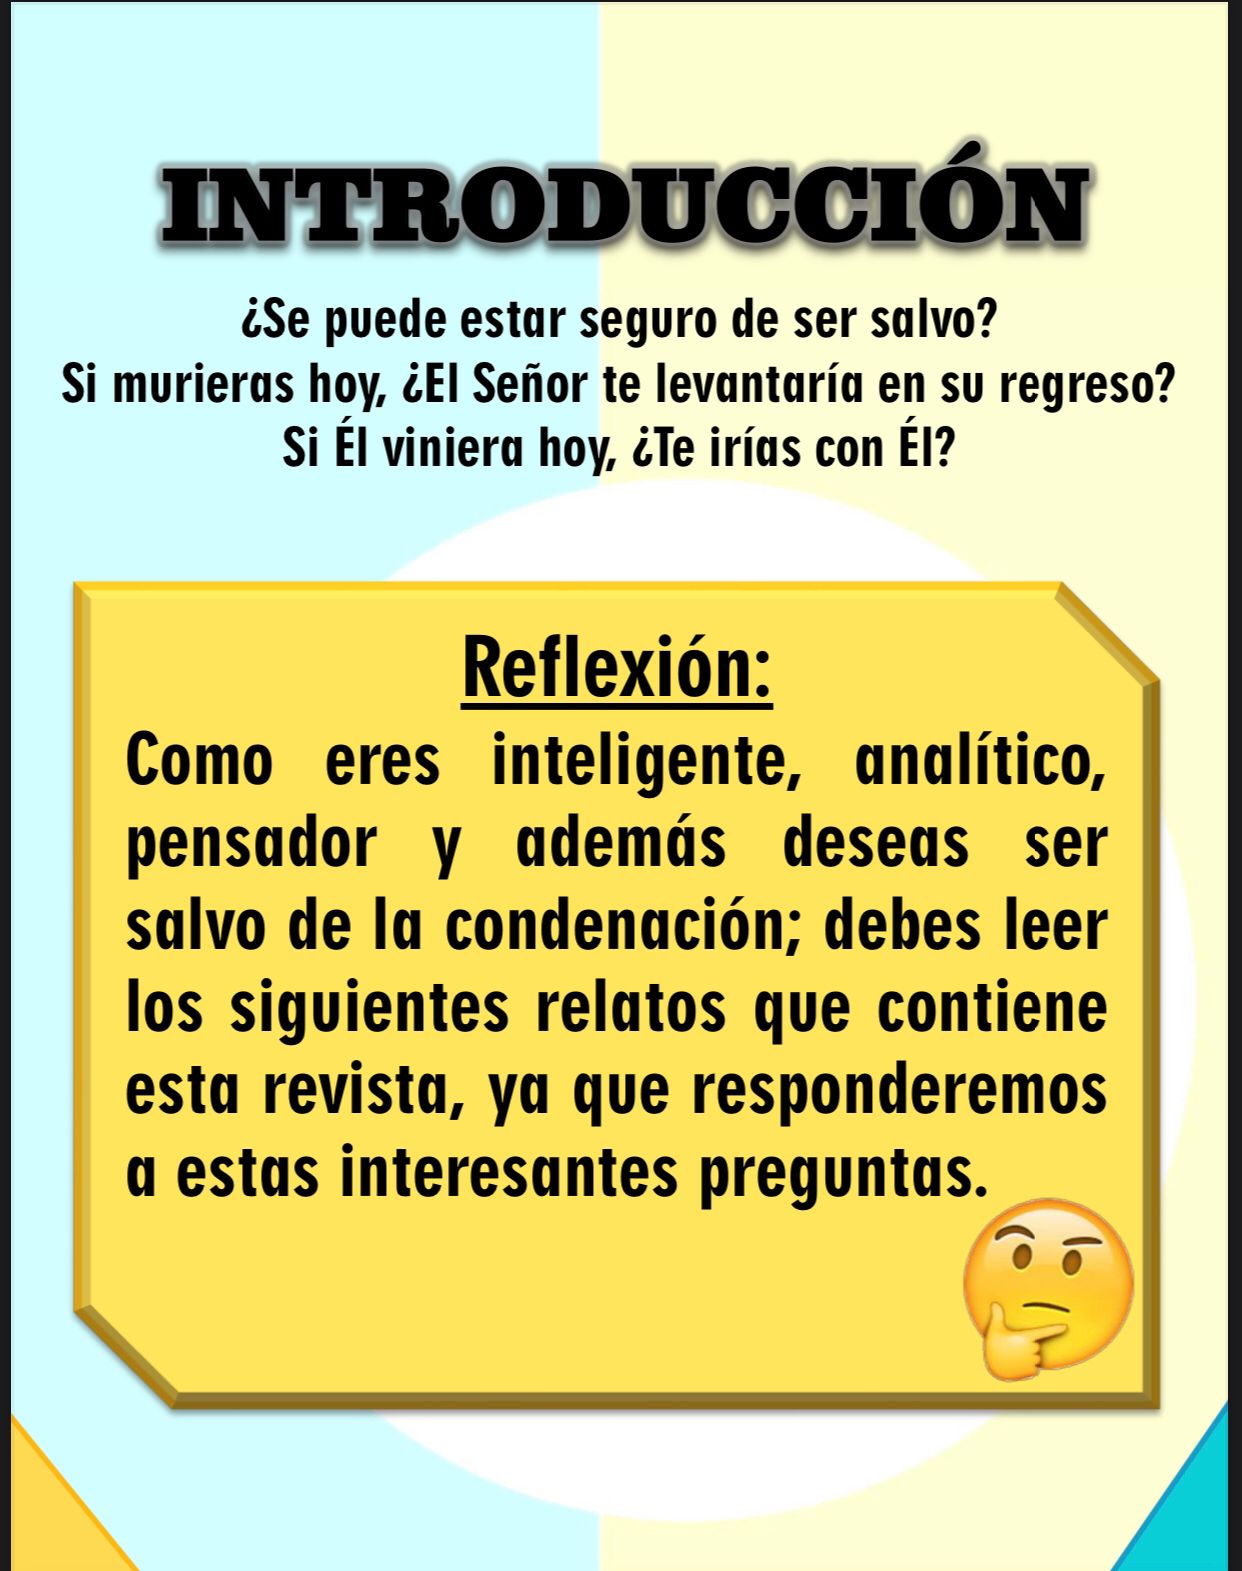 INTRODUCCIÓN
¿Se puede estar seguro de ser salvo?
Si murieras hoy, ¿El Señor te levantaría en su regreso?
Si Él viniera hoy, ¿Te irías con Él?
Reflexión:
Como eres inteligente, analítico,
pensador y además deseas ser
salvo de la condenación; debes leer
los siguientes relatos que contiene
esta revista, ya que responderemos
a estas interesantes preguntas.